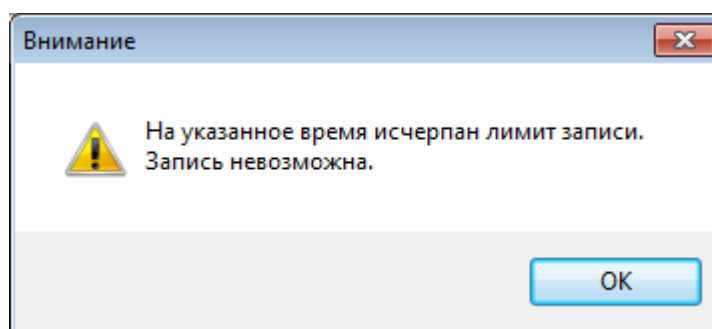 Внимание
На указанное время исчерпан лимит записи.
Запись невозможна.
OK